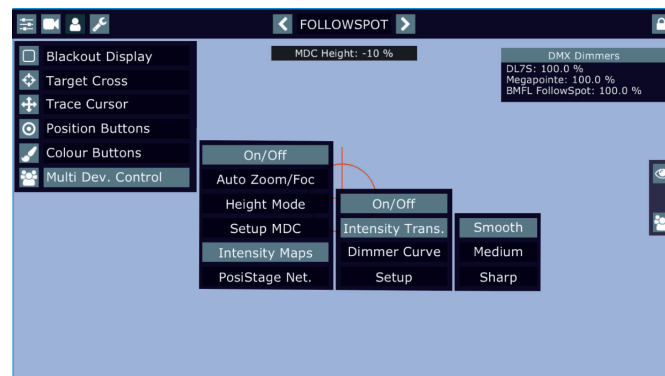 FOLLOWSPOT
MDC Height: -10 %
DMX Dimmers
DL7S: 100.0 %
Megapointe: 100.0 %
BMFL FollowSpot: 100.0 %
Blackout Display
Target Cross
Trace Cursor
Position Buttons
Colour Buttons
Multi Dev. Control
On/Off
Auto Zoom/Foc
Height Mode
Setup MDC
Intensity Maps
PosiStage Net.
On/Off
Intensity Trans.
Dimmer Curve
Setup
Smooth
Medium
Sharp